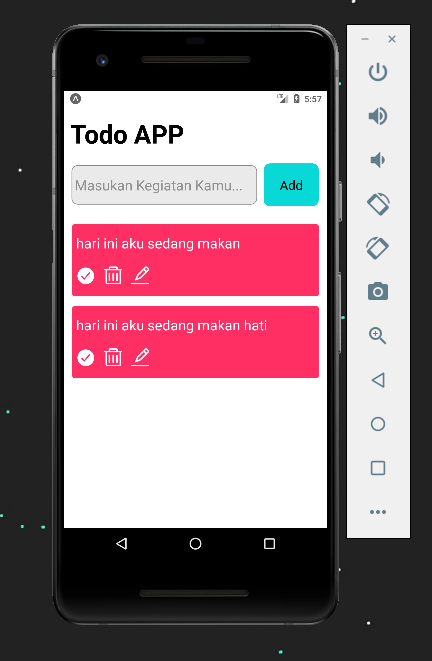 5:57
Todo APP
Masukan Kegiatan Kamu...
Add
hari ini aku sedang makan
hari ini aku sedang makan hati